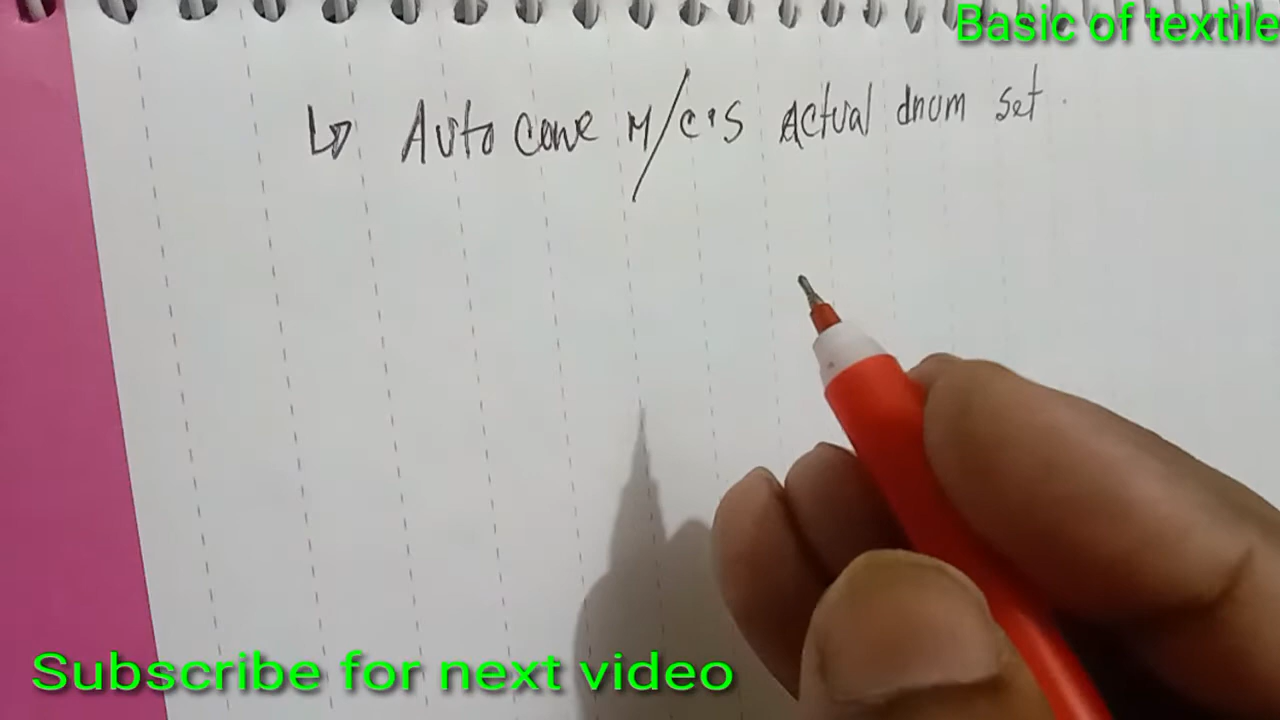 Basic of textile
↳ Auto cone M/C'S Actual drum set.
Subscribe for next video